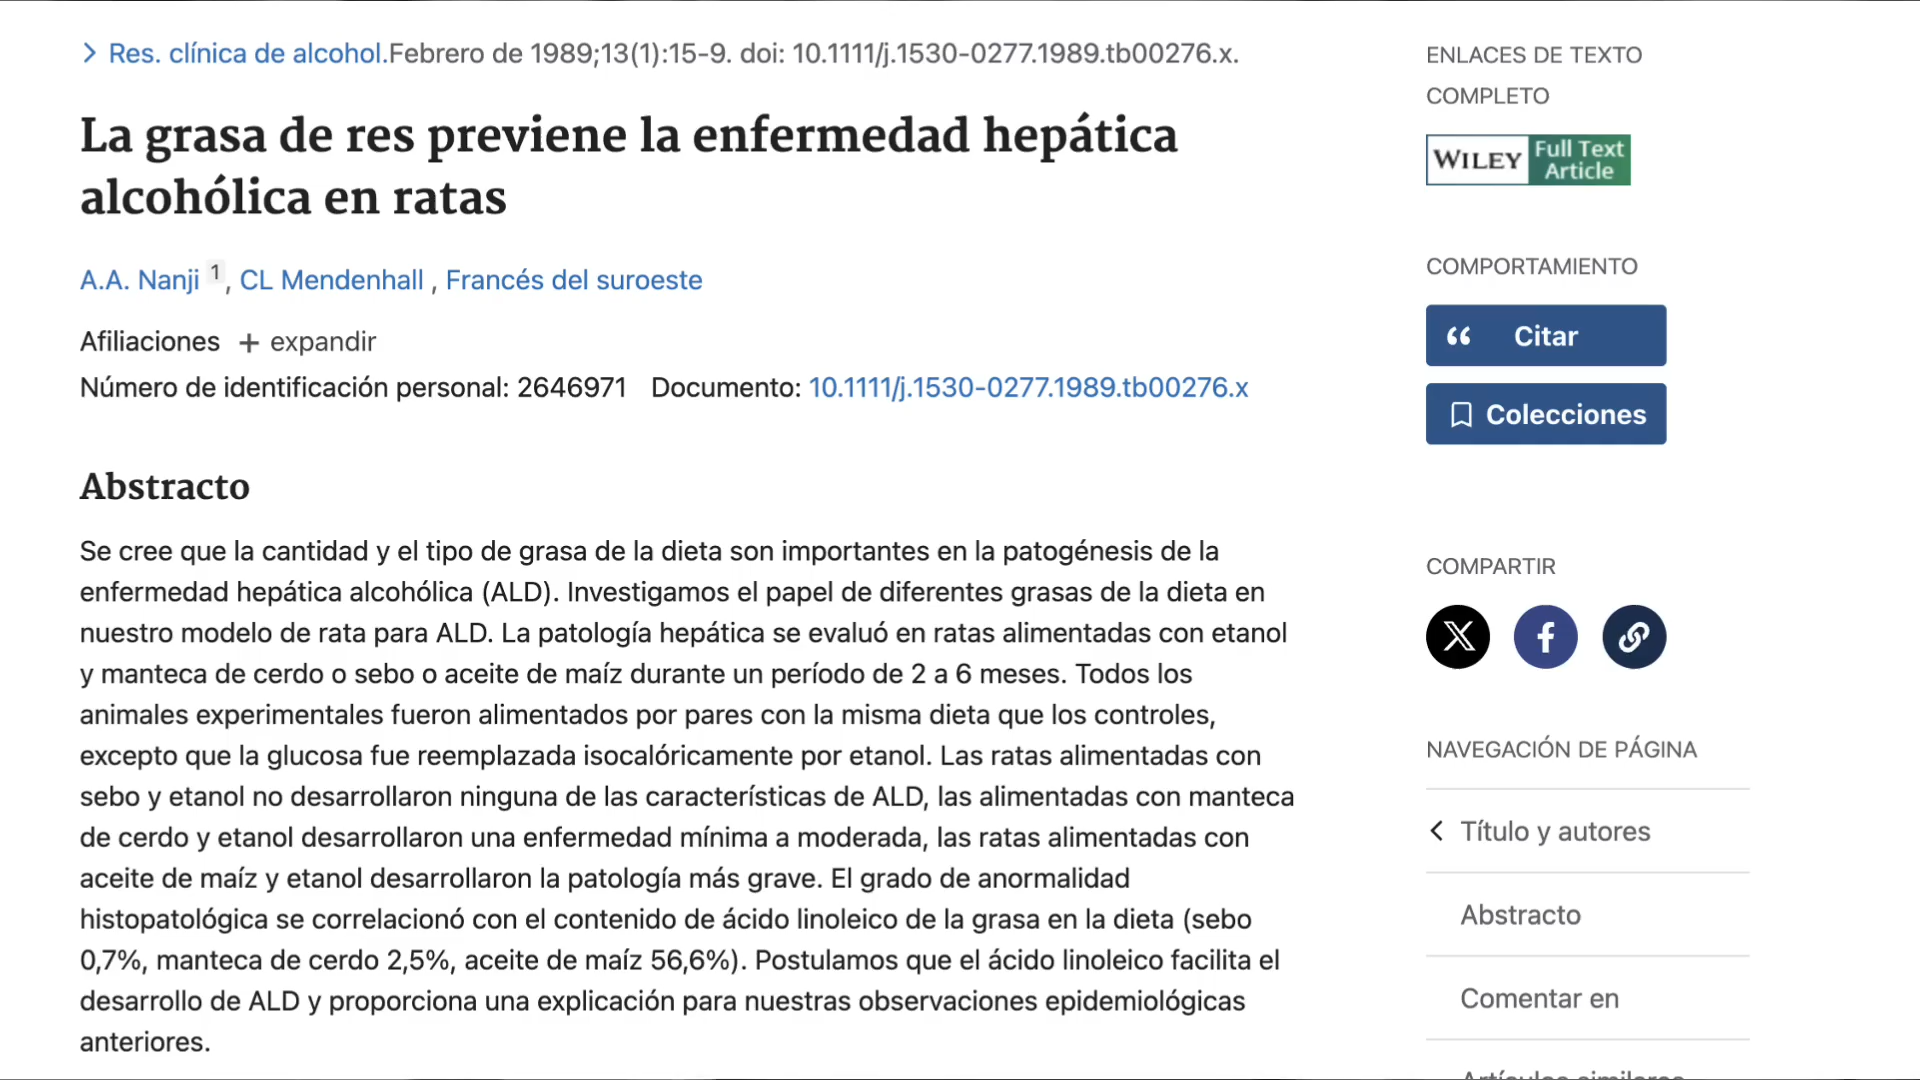 Res. clínica de alcohol.Febrero de 1989;13(1):15-9. doi: 10.1111/j.1530-0277.1989.tb00276.x.
La grasa de res previene la enfermedad hepática
alcohólica en ratas
A.A. Nanji 1, CL Mendenhall , Francés del suroeste
Afiliaciones + expandir
Número de identificación personal: 2646971 Documento: 10.1111/j.1530-0277.1989.tb00276.x
Abstracto
Se cree que la cantidad y el tipo de grasa de la dieta son importantes en la patogénesis de la
enfermedad hepática alcohólica (ALD). Investigamos el papel de diferentes grasas de la dieta en
nuestro modelo de rata para ALD. La patología hepática se evaluó en ratas alimentadas con etanol
y manteca de cerdo o sebo o aceite de maíz durante un período de 2 a 6 meses. Todos los
animales experimentales fueron alimentados por pares con la misma dieta que los controles,
excepto que la glucosa fue reemplazada isocalóricamente por etanol. Las ratas alimentadas con
sebo y etanol no desarrollaron ninguna de las características de ALD, las alimentadas con manteca
de cerdo y etanol desarrollaron una enfermedad mínima a moderada, las ratas alimentadas con
aceite de maíz y etanol desarrollaron la patología más grave. El grado de anormalidad
histopatológica se correlacionó con el contenido de ácido linoleico de la grasa en la dieta (sebo
0,7%, manteca de cerdo 2,5%, aceite de maíz 56,6%). Postulamos que el ácido linoleico facilita el
desarrollo de ALD y proporciona una explicación para nuestras observaciones epidemiológicas
anteriores.
ENLACES DE TEXTO
COMPLETO
WILEY Full Text
Article
COMPORTAMIENTO
Citar
Colecciones
COMPARTIR
NAVEGACIÓN DE PÁGINA
Título y autores
Abstracto
Comentar en
Artículos similares